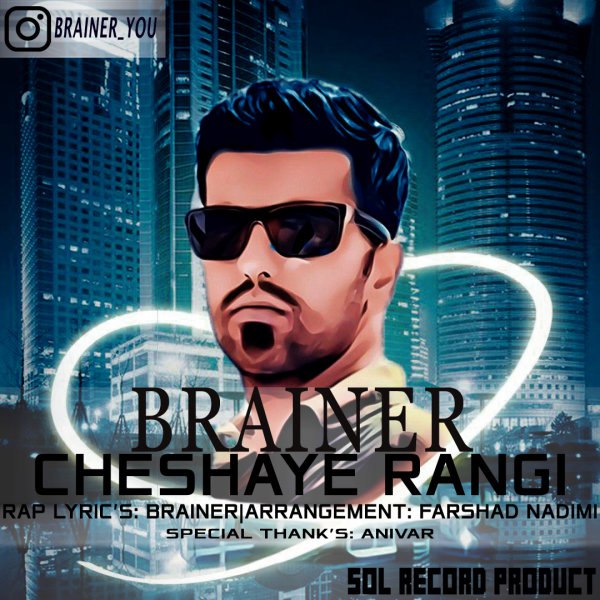 BRAINER_YOU
BRAINER
CHESHAYE RANGI
RAP LYRIC'S: BRAINER|ARRANGEMENT: FARSHAD NADIMI
SPECIAL THANK'S: ANIVAR
SOL RECORD PRODUCT